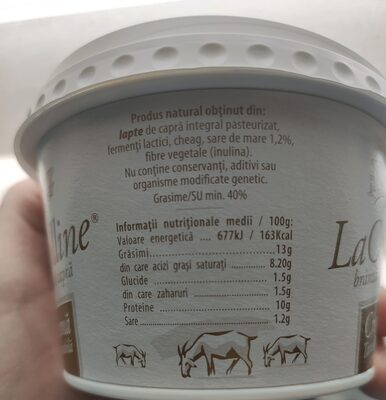 Produs natural obținut din:
lapte de capră integral pasteurizat,
fermenți lactici, cheag, sare de mare 1,2%,
fibre vegetale (inulina).
Nu conține conservanți, aditivi sau
organisme modificate genetic.
Grasime/SU min. 40%
Informații nutriționale medii / 100g:
Valoare energetică .... 677kJ / 163Kcal
Grăsimi 13g
din care acizi grași saturați 8.20g
Glucide 1.5g
din care zaharuri 1.5g
Proteine 10g
Sare 1.2g
line®
LaC